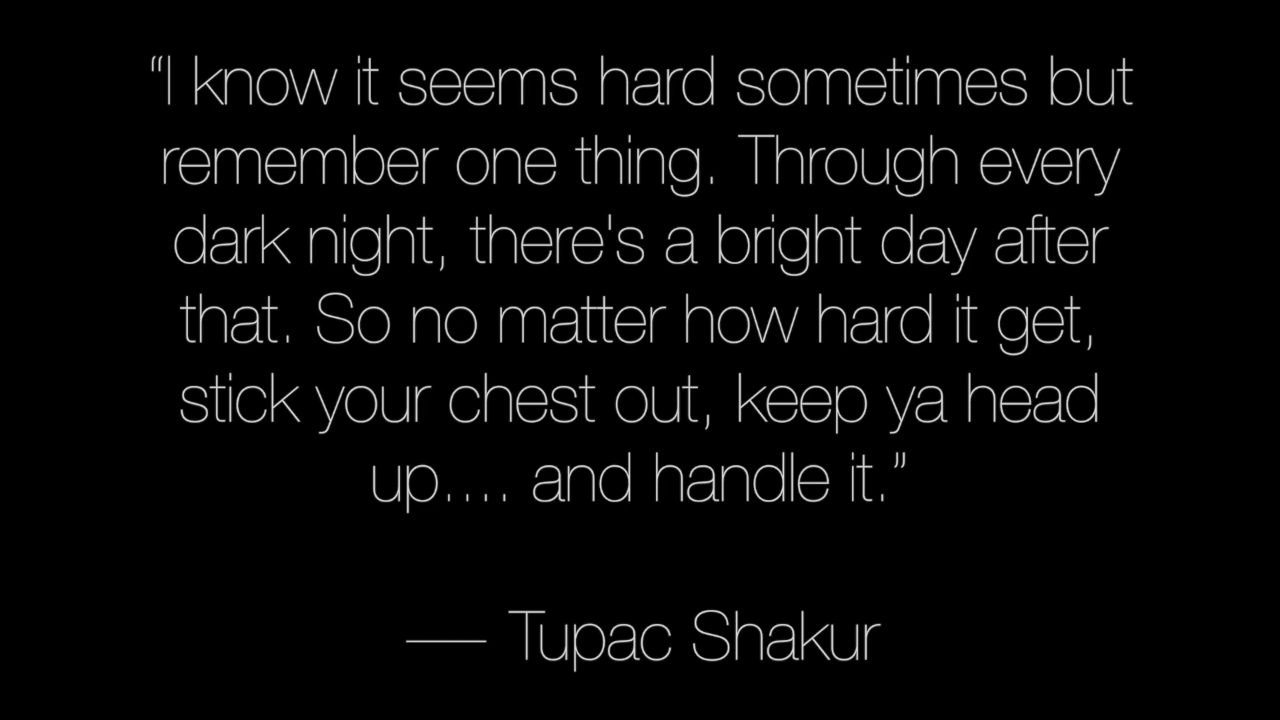 “I know it seems hard sometimes but
remember one thing. Through every
dark night, there's a bright day after
that. So no matter how hard it get,
stick your chest out, keep ya head
up.... and handle it.”
— Tupac Shakur